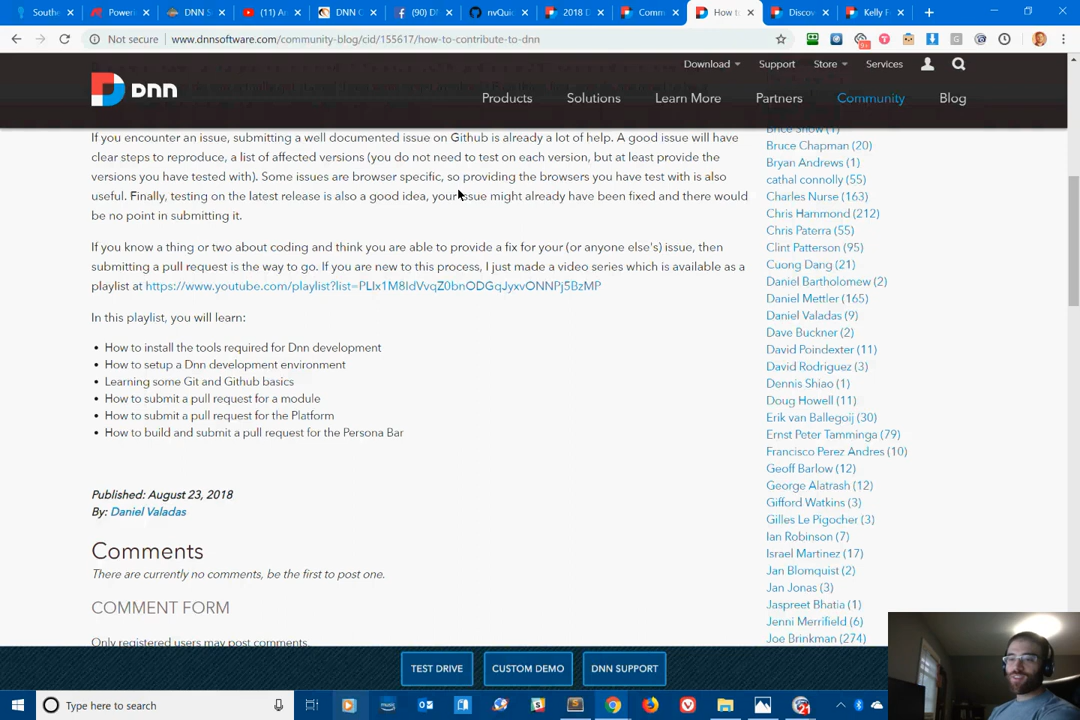 Southe
Powerin
DNN S
(11) An
DNN C
(90) DN
nvQuic
2018 D
Comm
How to
Discov
Kelly F
Not secure www.dnnsoftware.com/community-blog/cid/155617/how-to-contribute-to-dnn
Download Support Store Services
dnn
Products Solutions Learn More Partners Community Blog
If you encounter an issue, submitting a well documented issue on Github is already a lot of help. A good issue will have
clear steps to reproduce, a list of affected versions (you do not need to test on each version, but at least provide the
versions you have tested with). Some issues are browser specific, so providing the browsers you have test with is also
useful. Finally, testing on the latest release is also a good idea, your issue might already have been fixed and there would
be no point in submitting it.
If you know a thing or two about coding and think you are able to provide a fix for your (or anyone else's) issue, then
submitting a pull request is the way to go. If you are new to this process, I just made a video series which is available as a
playlist at https://www.youtube.com/playlist?list=PLIx1M8IdVvqZ0bnODGqJyxvONNPj5BzMP
In this playlist, you will learn:
• How to install the tools required for Dnn development
• How to setup a Dnn development environment
• Learning some Git and Github basics
• How to submit a pull request for a module
• How to submit a pull request for the Platform
• How to build and submit a pull request for the Persona Bar
Published: August 23, 2018
By: Daniel Valadas
Comments
There are currently no comments, be the first to post one.
COMMENT FORM
Only registered users may post comments.
Brice Snow (1)
Bruce Chapman (20)
Bryan Andrews (1)
cathal connolly (55)
Charles Nurse (163)
Chris Hammond (212)
Chris Paterra (55)
Clint Patterson (95)
Cuong Dang (21)
Daniel Bartholomew (2)
Daniel Mettler (165)
Daniel Valadas (9)
Dave Buckner (2)
David Poindexter (11)
David Rodriguez (3)
Dennis Shiao (1)
Doug Howell (11)
Erik van Ballegoij (30)
Ernst Peter Tamminga (79)
Francisco Perez Andres (10)
Geoff Barlow (12)
George Alatrash (12)
Gifford Watkins (3)
Gilles Le Pigocher (3)
Ian Robinson (7)
Israel Martinez (17)
Jan Blomquist (2)
Jan Jonas (3)
Jaspreet Bhatia (1)
Jenni Merrifield (6)
Joe Brinkman (274)
TEST DRIVE CUSTOM DEMO DNN SUPPORT
Type here to search
21